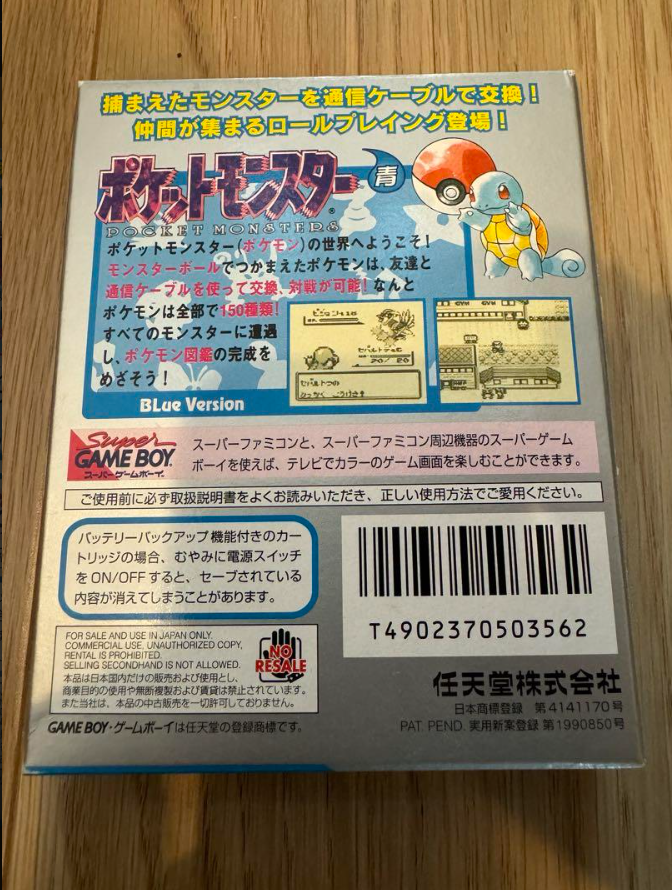 捕まえたモンスターを通信ケーブルで交換！
仲間が集まるロールプレイング登場！
ポケットモンスター 青
POCKET MONSTERS
ポケットモンスター(ポケモン)の世界へようこそ！
モンスターボールでつかまえたポケモンは、友達と
通信ケーブルを使って交換、対戦が可能！なんと
ポケモンは全部で150種類！
すべてのモンスターに遭遇
し、ポケモン図鑑の完成を
めざそう！
BLue Version
Super
GAME BOY
スーパーゲームボーイ
スーパーファミコンと、スーパーファミコン周辺機器のスーパーゲーム
ボーイを使えば、テレビでカラーのゲーム画面を楽しむことができます。
ご使用前に必ず取扱説明書をよくお読みいただき、正しい使用方法でご愛用ください。
バッテリーバックアップ機能付きのカー
トリッジの場合、むやみに電源スイッチ
をON/OFFすると、セーブされている
内容が消えてしまうことがあります。
T4902370503562
FOR SALE AND USE IN JAPAN ONLY.
COMMERCIAL USE, UNAUTHORIZED COPY,
RENTAL IS PROHIBITED.
SELLING SECONDHAND IS NOT ALLOWED.
本品は日本国内だけの販売および使用とし、
商業目的の使用や無断複製および賃貸は禁止されています。
また当社は、本品の中古販売を一切許可しておりません。
NO
RESALE
任天堂株式会社
日本商標登録 第4141170号
PAT. PEND. 実用新案登録 第1990850号
GAME BOY・ゲームボーイは任天堂の登録商標です。